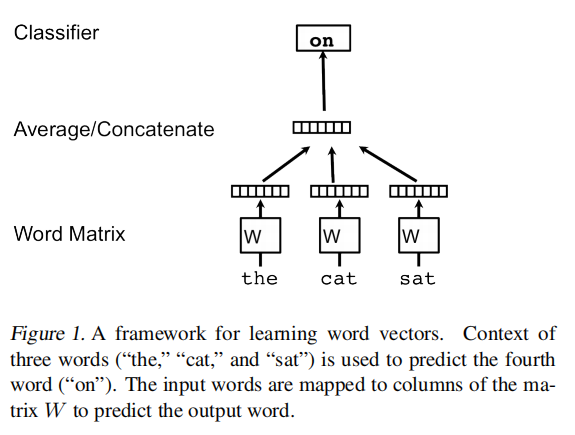 Classifier
on
Average/Concatenate
Word Matrix
W W W
the cat sat
Figure 1. A framework for learning word vectors. Context of
three words (“the,” “cat,” and “sat”) is used to predict the fourth
word (“on”). The input words are mapped to columns of the ma-
trix W to predict the output word.